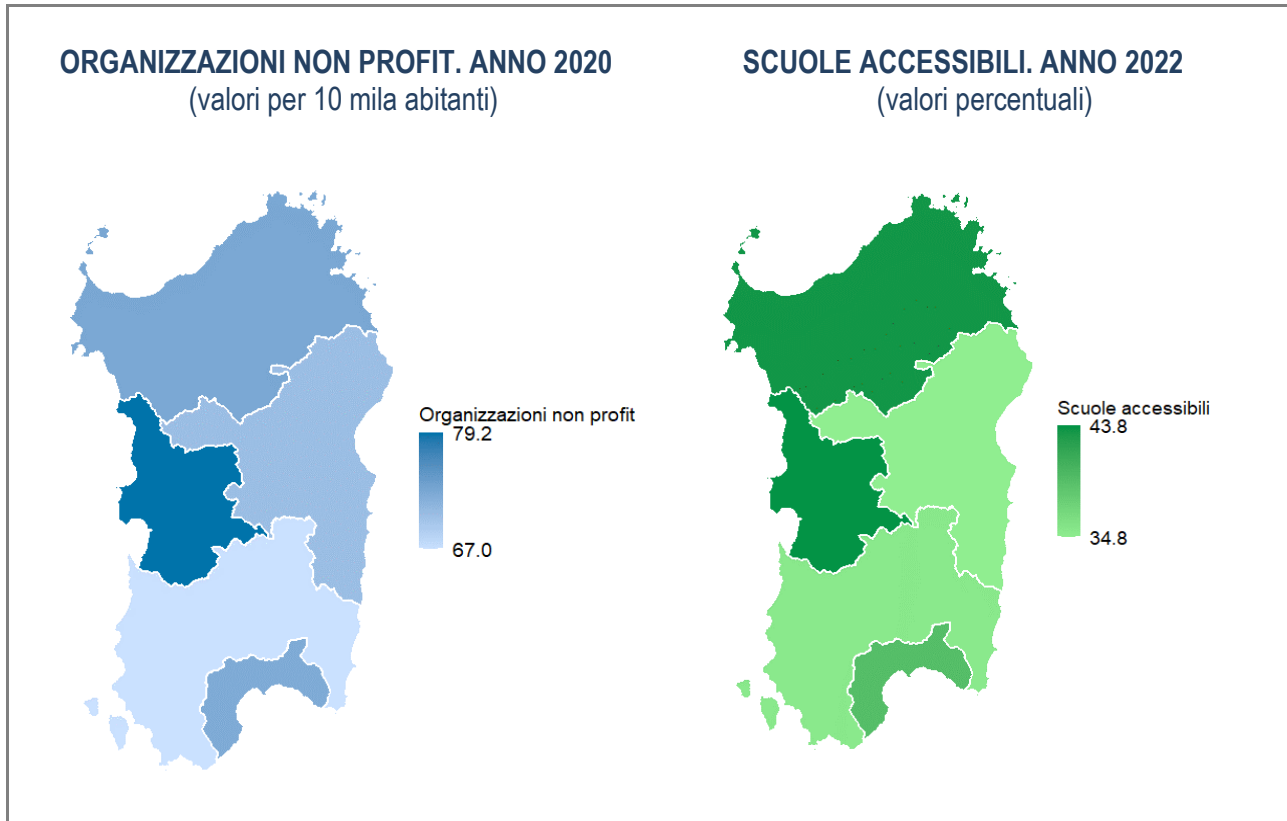 ORGANIZZAZIONI NON PROFIT. ANNO 2020
(valori per 10 mila abitanti)
Organizzazioni non profit
79.2
67.0
SCUOLE ACCESSIBILI. ANNO 2022
(valori percentuali)
Scuole accessibili
43.8
34.8